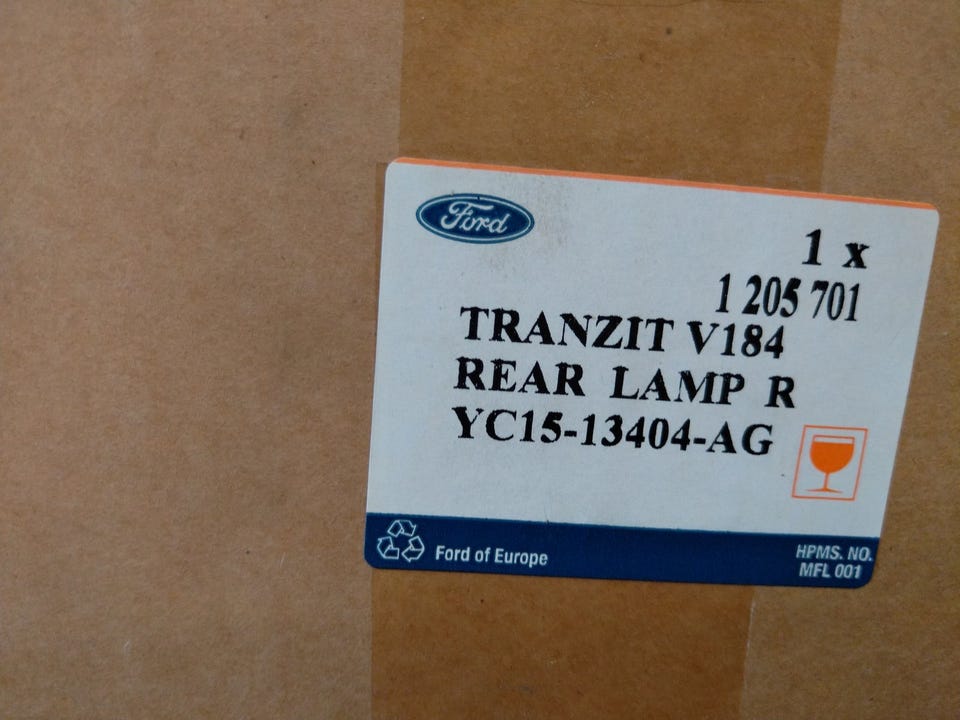 Ford
1 x
1 205 701
TRANZIT V184
REAR LAMP R
YC15-13404-AG
Ford of Europe
HPMS. NO.
MFL 001